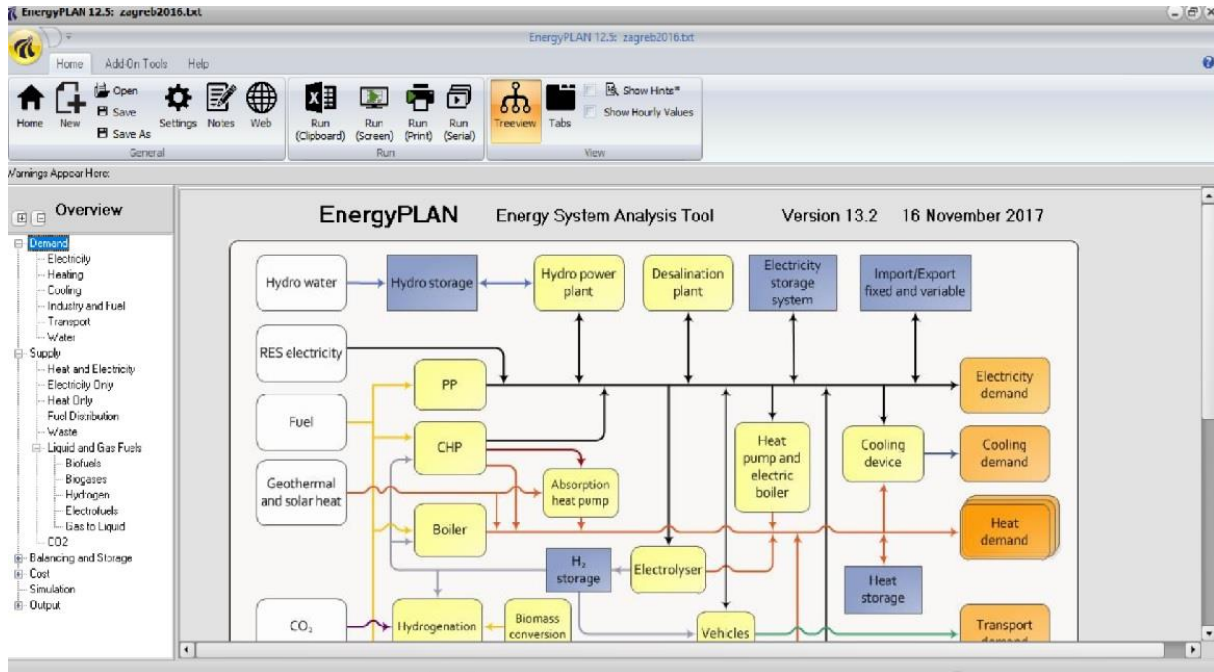 EnergyPLAN 12.5: zagreb2016.txt
EnergyPLAN 12.5: zagreb2016.txt
Home Add-On Tools Help
Home
New
Open
Save
Save As
Settings
Notes
Web
General
Run
(Clipboard)
Run
(Screen)
Run
(Print)
Run
(Serial)
Run
Treeview
Tabs
Show Hints*
Show Hourly Values
View
Warnings Appear Here:
Overview
Demand
Electricity
Heating
Cooling
Industry and Fuel
Transport
Water
Supply
Heat and Electricity
Electricity Only
Heat Only
Fuel Distribution
Waste
Liquid and Gas Fuels
Biofuels
Biogases
Hydrogen
Electrofuels
Gas to Liquid
CO2
Balancing and Storage
Cost
Simulation
Output
EnergyPLAN Energy System Analysis Tool Version 13.2 16 November 2017
Hydro water
Hydro storage
Hydro power
plant
Desalination
plant
Electricity
storage
system
Import/Export
fixed and variable
RES electricity
PP
Electricity
demand
Fuel
CHP
Heat
pump and
electric
boiler
Cooling
device
Cooling
demand
Geothermal
and solar heat
Absorption
heat pump
Boiler
Heat
demand
H₂
storage
Electrolyser
Heat
storage
CO₂
Hydrogenation
Biomass
conversion
Vehicles
Transport
demand